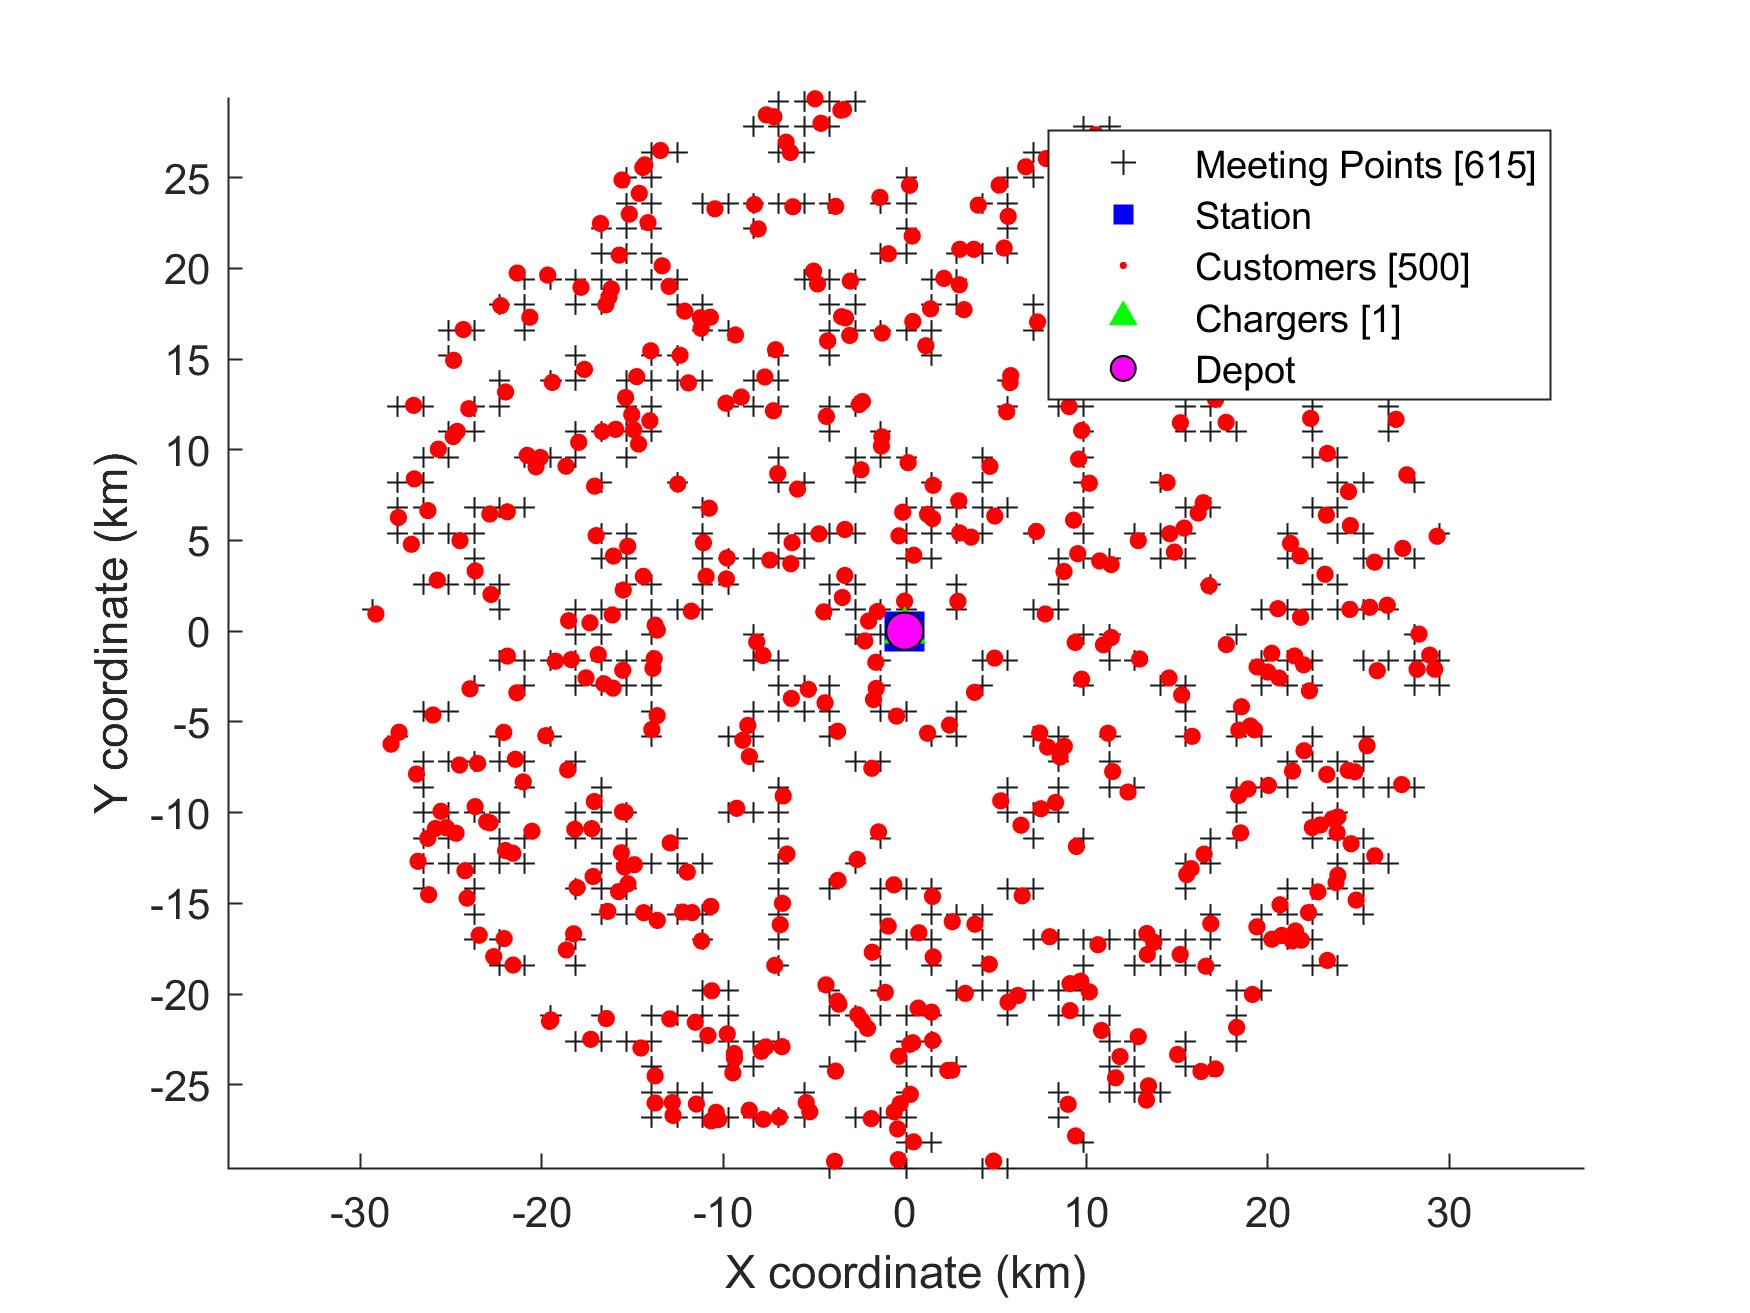 25
20
15
10
5
0
-5
-10
-15
-20
-25
Y coordinate (km)
Meeting Points [615]
Station
Customers [500]
Chargers [1]
Depot
-30 -20 -10 0 10 20 30
X coordinate (km)